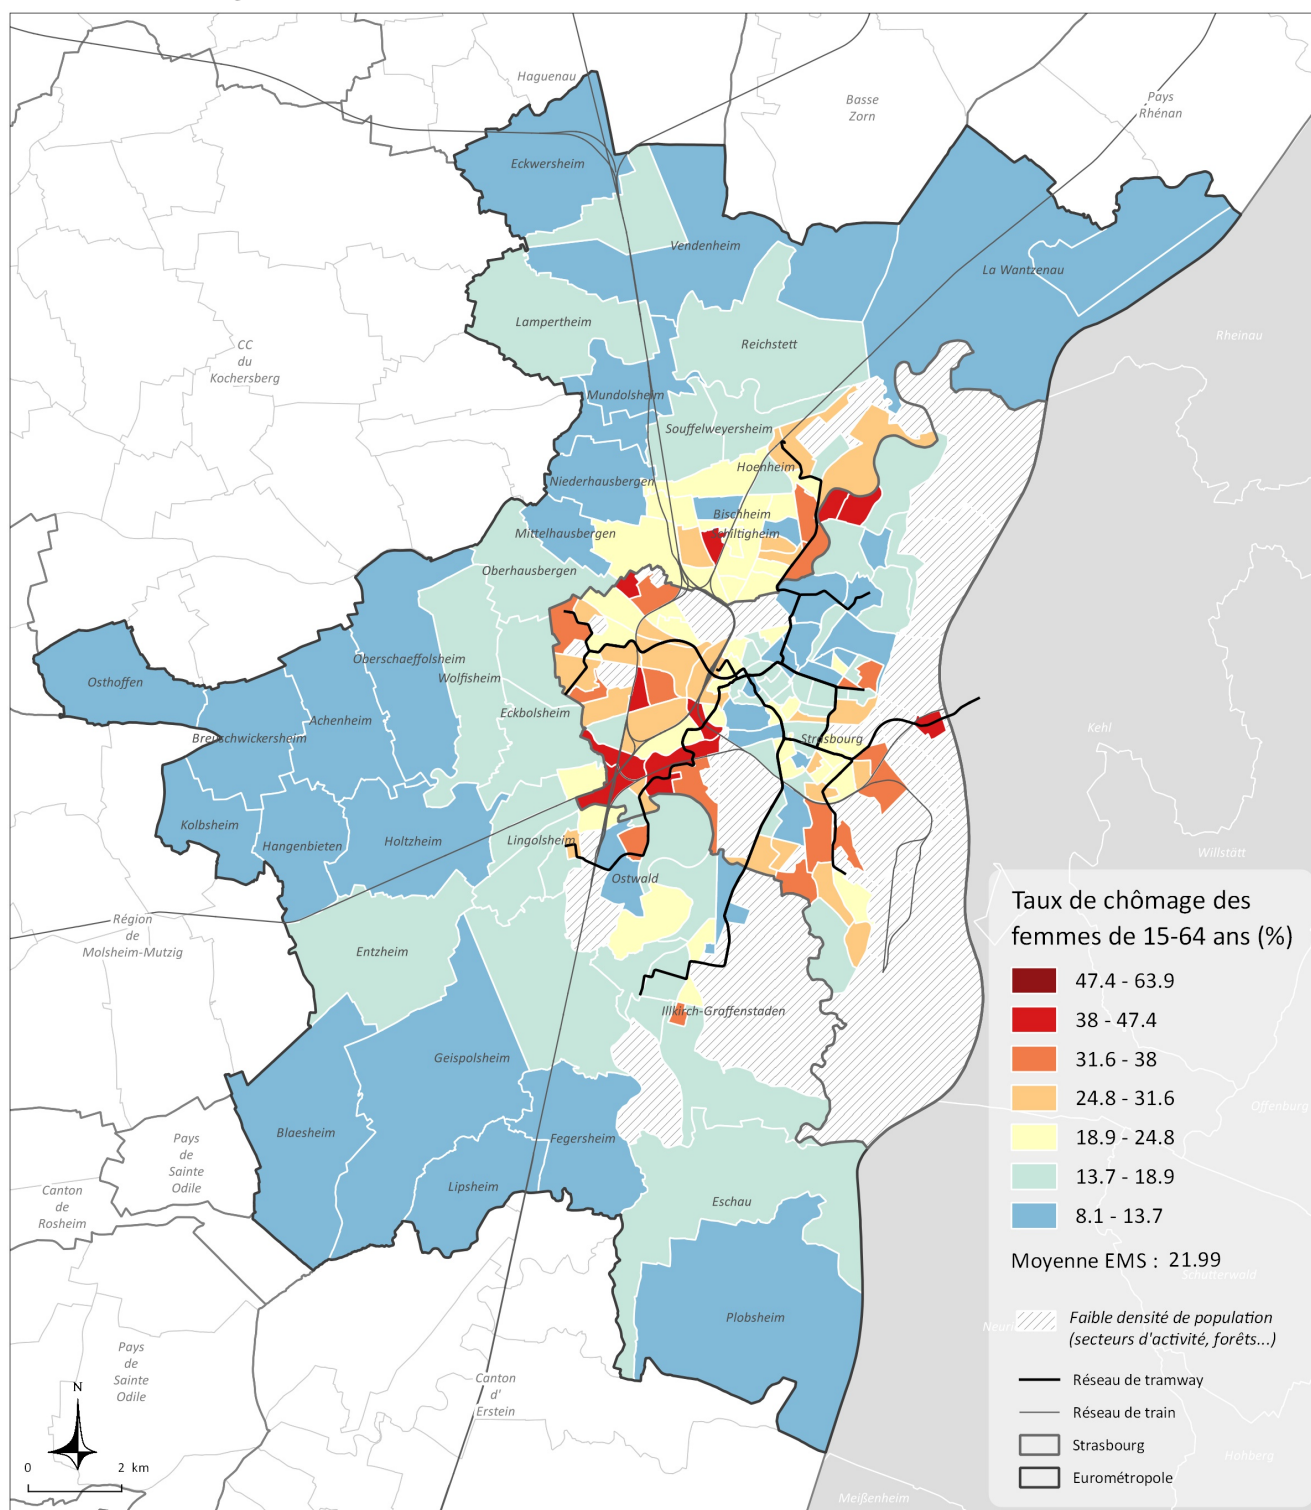 Haguenau
Basse
Zorn
Pays
Rhénan
Eckwersheim
Vendenheim
La Wantzenau
Lampertheim
Reichstett
Rheinau
CC
du
Kochersberg
Mundolsheim
Souffelweyersheim
Hoenheim
Niederhausbergen
Bischheim
Mittelhausbergen
Schiltigheim
Oberhausbergen
Oberschaeffolsheim
Wolfisheim
Osthoffen
Achenheim
Eckbolsheim
Breuschwickersheim
Strasbourg
Kehl
Kolbsheim
Hangenbieten
Holtzheim
Lingolsheim
Willstätt
Ostwald
Région
de
Molsheim-Mutzig
Entzheim
Illkirch-Graffenstaden
Geispolsheim
Blaesheim
Fegersheim
Lipsheim
Pays
de
Sainte
Odile
Canton
de
Rosheim
Eschau
Plobsheim
Pays
de
Sainte
Odile
Canton
d'
Erstein
Meißenheim
Taux de chômage des
femmes de 15-64 ans (%)
47.4 - 63.9
38 - 47.4
31.6 - 38
24.8 - 31.6
18.9 - 24.8
13.7 - 18.9
8.1 - 13.7
Moyenne EMS : 21.99
Offenburg
Schutterwald
Faible densité de population
(secteurs d'activité, forêts...)
Réseau de tramway
Réseau de train
Strasbourg
Eurométropole
Hohberg
N
0 2 km